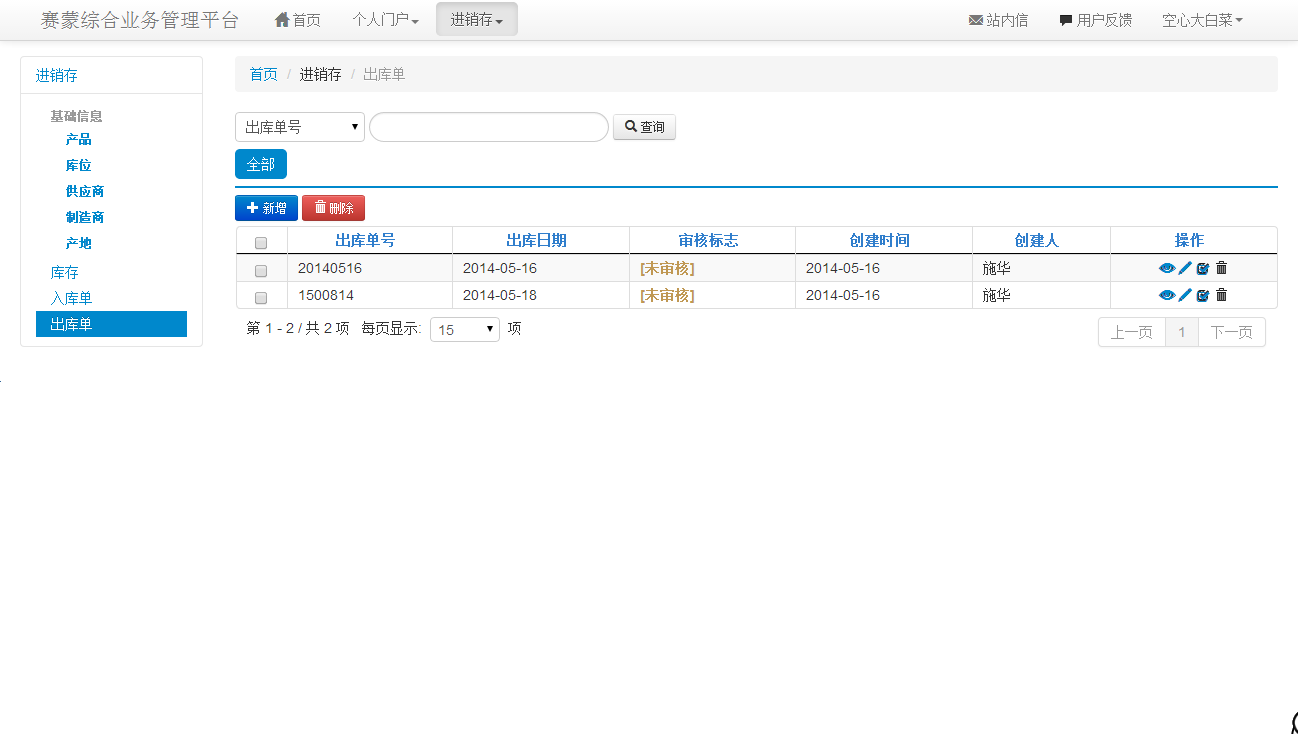 赛蒙综合业务管理平台 首页 个人门户 进销存 站内信 用户反馈 空心大白菜
进销存
基础信息
产品
库位
供应商
制造商
产地
库存
入库单
出库单
首页 / 进销存 / 出库单
出库单号 查询
全部
新增 删除
出库单号 出库日期 审核标志 创建时间 创建人 操作
20140516 2014-05-16 [未审核] 2014-05-16 施华
1500814 2014-05-18 [未审核] 2014-05-16 施华
第 1 - 2 / 共 2 项 每页显示: 15 项 上一页 1 下一页